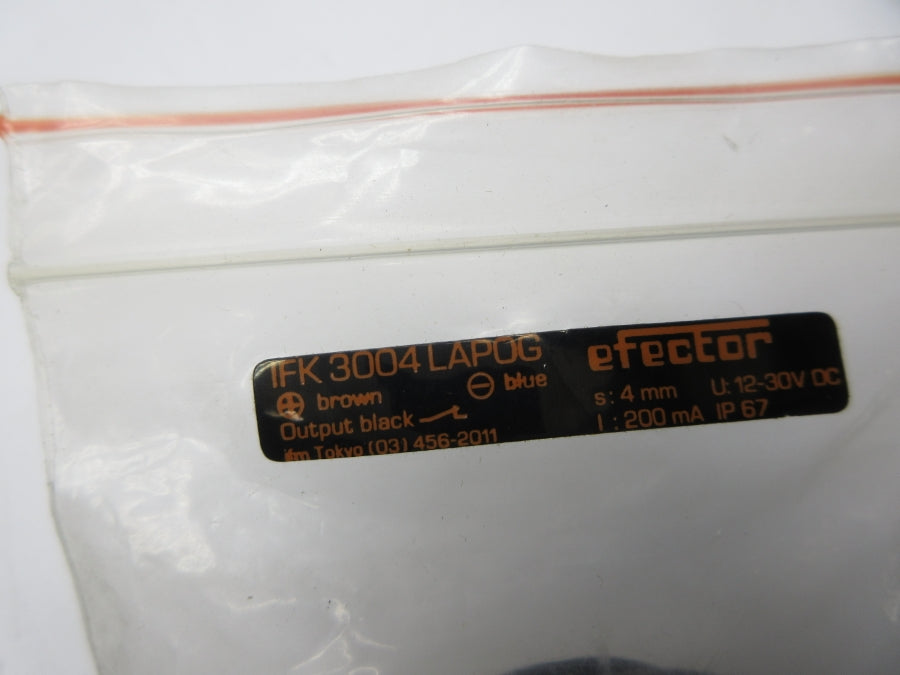 IFK 3004 LAPOG
⊕ brown ⊖ blue
Output black
ifm Tokyo (03) 456-2011
efector
s: 4 mm U: 12-30V DC
I : 200 mA IP 67